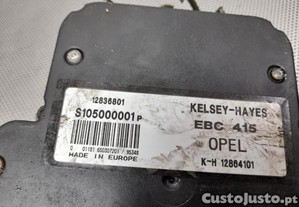 12836801
S105000001P
KELSEY-HAYES
EBC 415
OPEL
K-H 12864101
MADE IN EUROPE
CustoJusto.pt